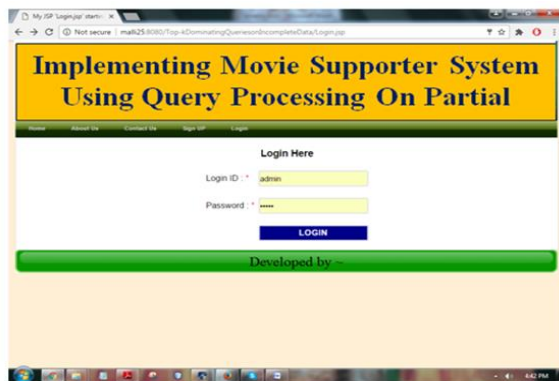 My JSP 'Login.jsp' startin
Not secure | malli25:8080/Top-kDominatingQueriesonIncompleteData/Login.jsp
Implementing Movie Supporter System
Using Query Processing On Partial
Home About Us Contact Us Sign UP Login
Login Here
Login ID : * admin
Password : * •••••
LOGIN
Developed by ~
4:42 PM